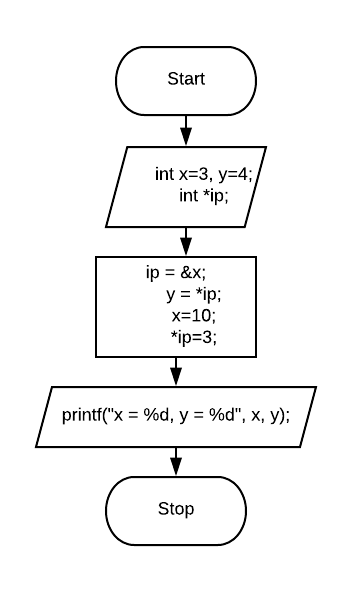 Start
int x=3, y=4;
int *ip;
ip = &x;
y = *ip;
x=10;
*ip=3;
printf("x = %d, y = %d", x, y);
Stop